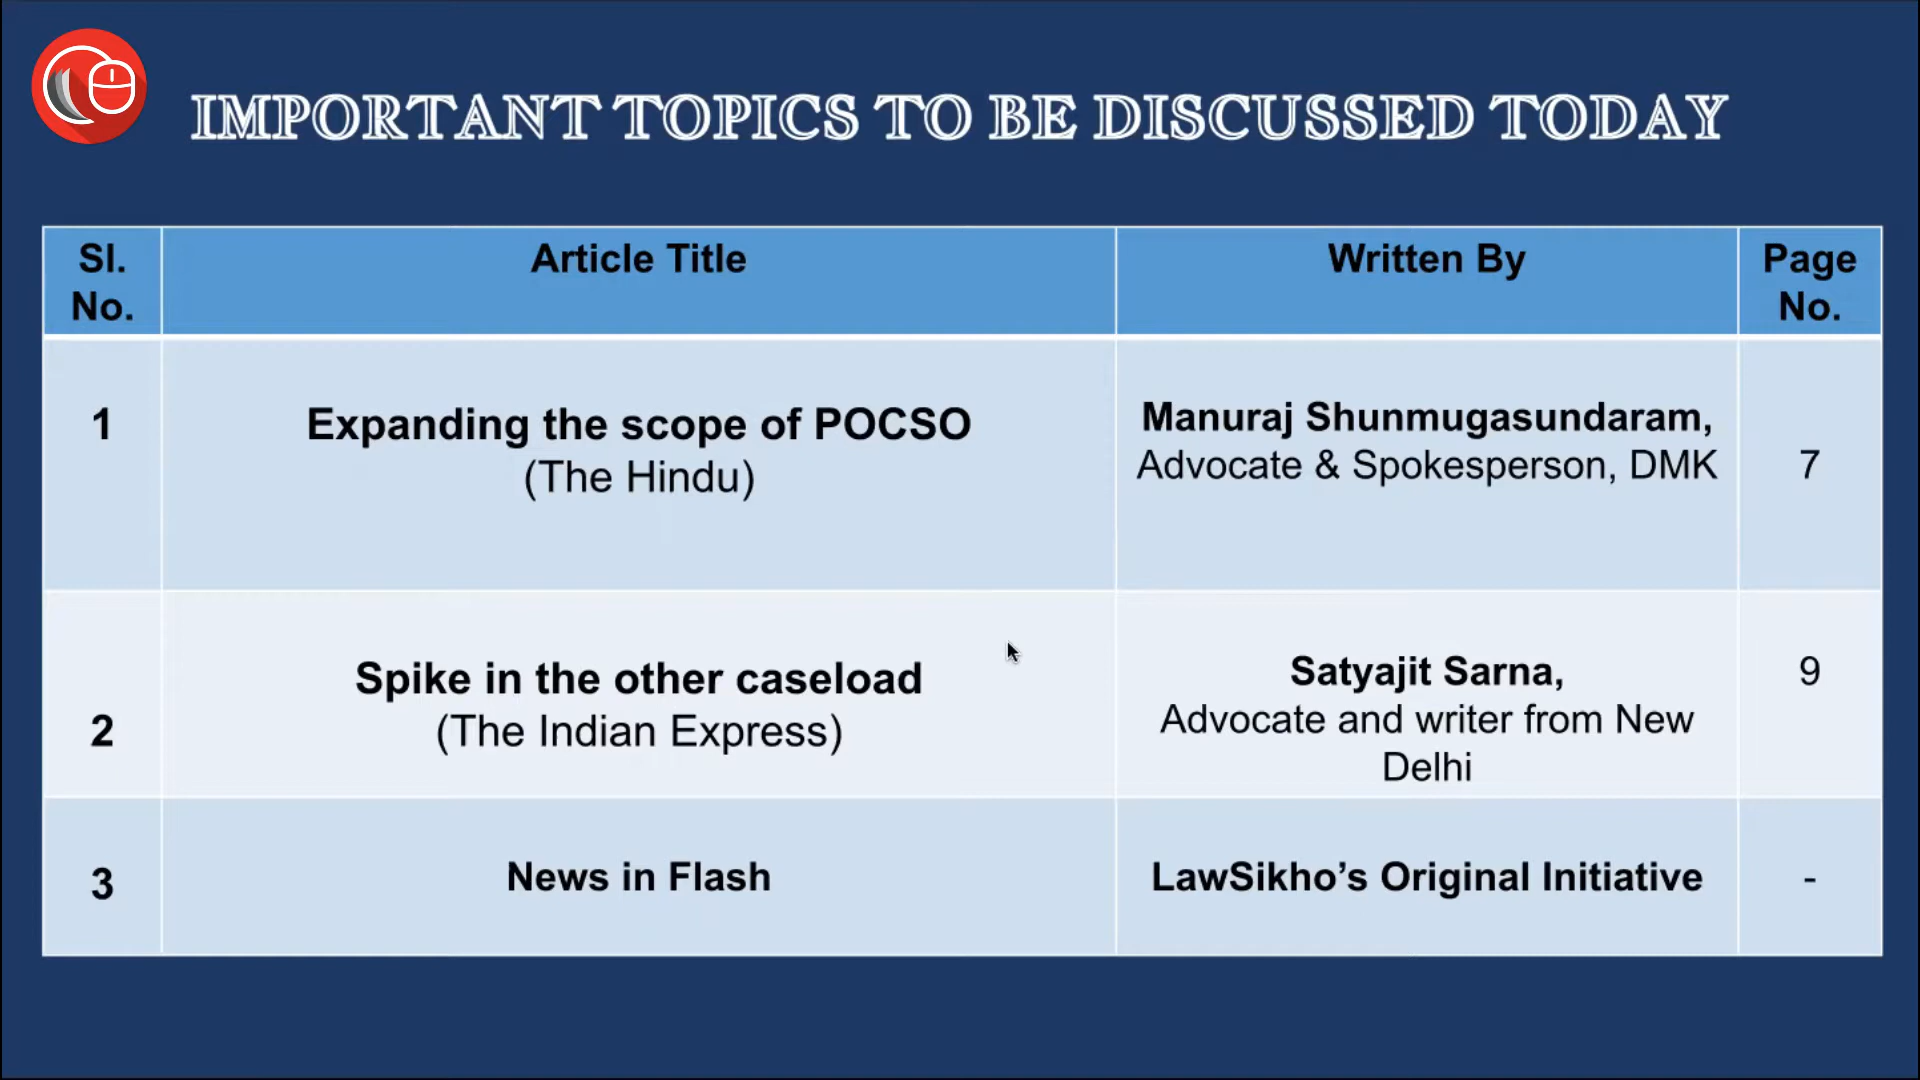 IMPORTANT TOPICS TO BE DISCUSSED TODAY
Sl. No.
Article Title
Written By
Page No.
1
Expanding the scope of POCSO
(The Hindu)
Manuraj Shunmugasundaram,
Advocate & Spokesperson, DMK
7
2
Spike in the other caseload
(The Indian Express)
Satyajit Sarna,
Advocate and writer from New
Delhi
9
3
News in Flash
LawSikho’s Original Initiative
-